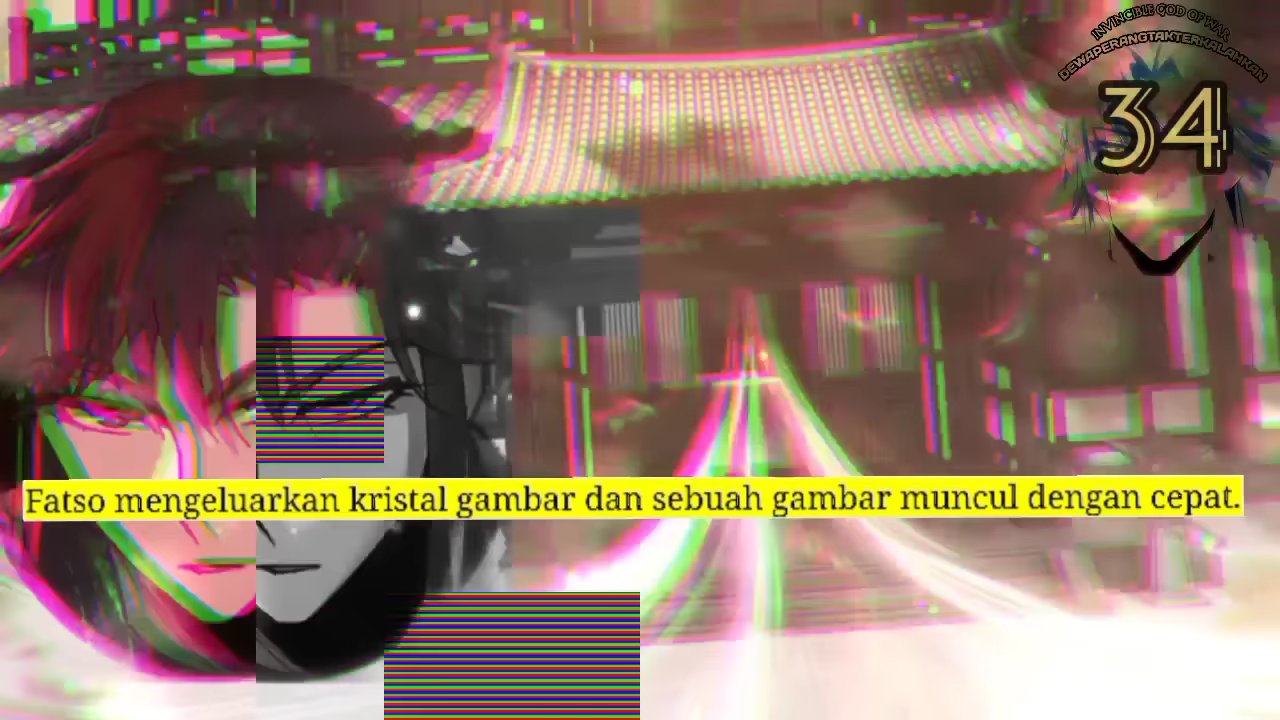 INVINCIBLE GOD OF WAR
DEWAPERANGTAKTERKALAHKAN
34
Fatso mengeluarkan kristal gambar dan sebuah gambar muncul dengan cepat.